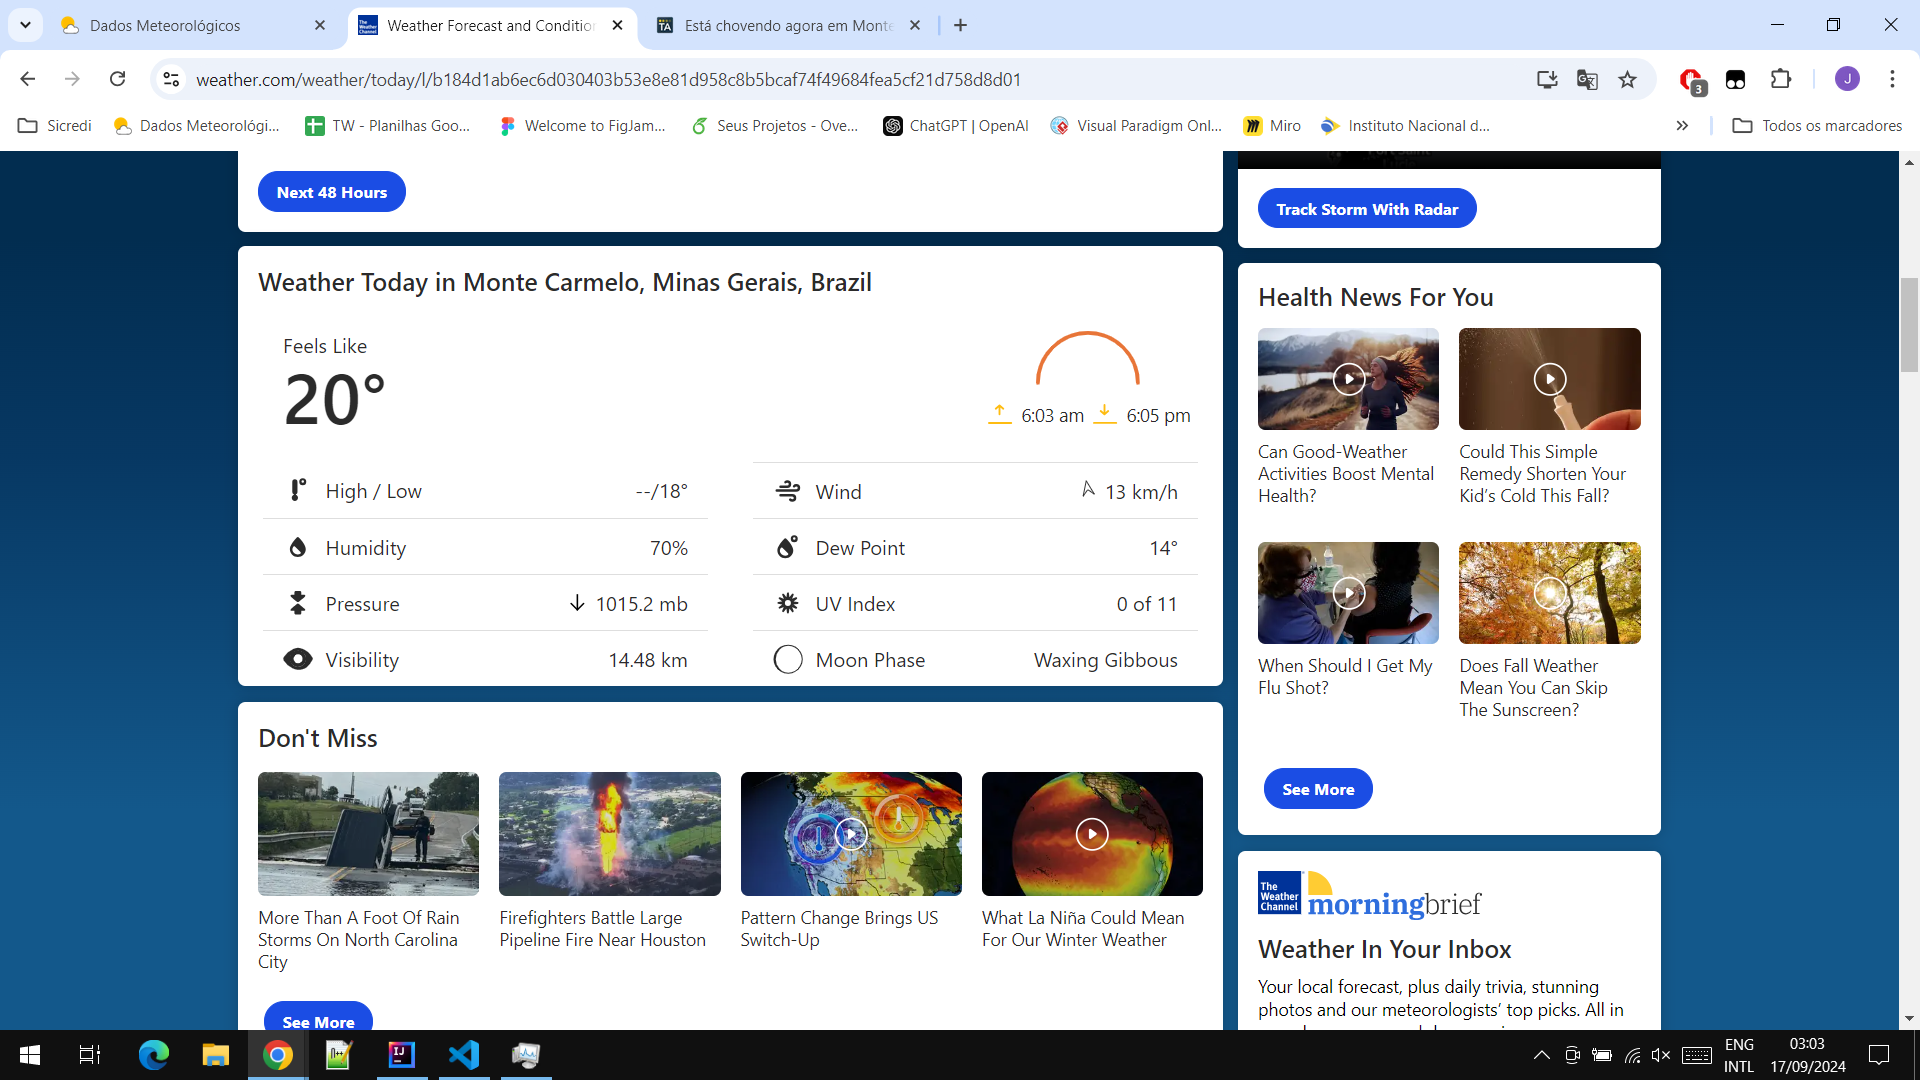 Dados Meteorológicos
Weather Forecast and Conditio
Está chovendo agora em Monte
weather.com/weather/today/l/b184d1ab6ec6d030403b53e8e81d958c8b5bcaf74f49684fea5cf21d758d8d01
3
J
Sicredi
Dados Meteorológi...
TW - Planilhas Goo...
Welcome to FigJam...
Seus Projetos - Ove...
ChatGPT | OpenAI
Visual Paradigm Onl...
Miro
Instituto Nacional d...
Todos os marcadores
Next 48 Hours
Track Storm With Radar
Weather Today in Monte Carmelo, Minas Gerais, Brazil
Feels Like
20°
6:03 am
6:05 pm
High / Low
--/18°
Wind
13 km/h
Humidity
70%
Dew Point
14°
Pressure
1015.2 mb
UV Index
0 of 11
Visibility
14.48 km
Moon Phase
Waxing Gibbous
Don't Miss
More Than A Foot Of Rain
Storms On North Carolina
City
Firefighters Battle Large
Pipeline Fire Near Houston
Pattern Change Brings US
Switch-Up
What La Niña Could Mean
For Our Winter Weather
See More
Health News For You
Can Good-Weather
Activities Boost Mental
Health?
Could This Simple
Remedy Shorten Your
Kid's Cold This Fall?
When Should I Get My
Flu Shot?
Does Fall Weather
Mean You Can Skip
The Sunscreen?
See More
The
Weather
Channel
morningbrief
Weather In Your Inbox
Your local forecast, plus daily trivia, stunning
photos and our meteorologists' top picks. All in
ENG
INTL
03:03
17/09/2024